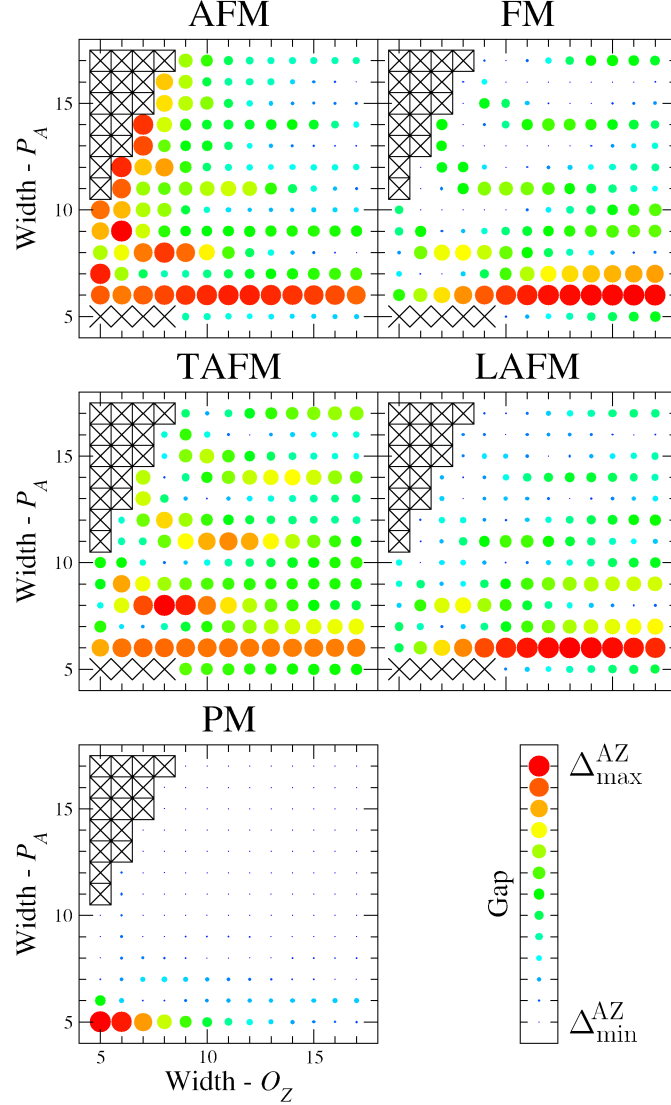 AFM FM
15
10
5
Width - P_A
TAFM LAFM
15
10
5
Width - P_A
PM
15
10
5
Width - P_A
5 10 15
Width - O_Z
Gap
Δ^AZ_max
Δ^AZ_min